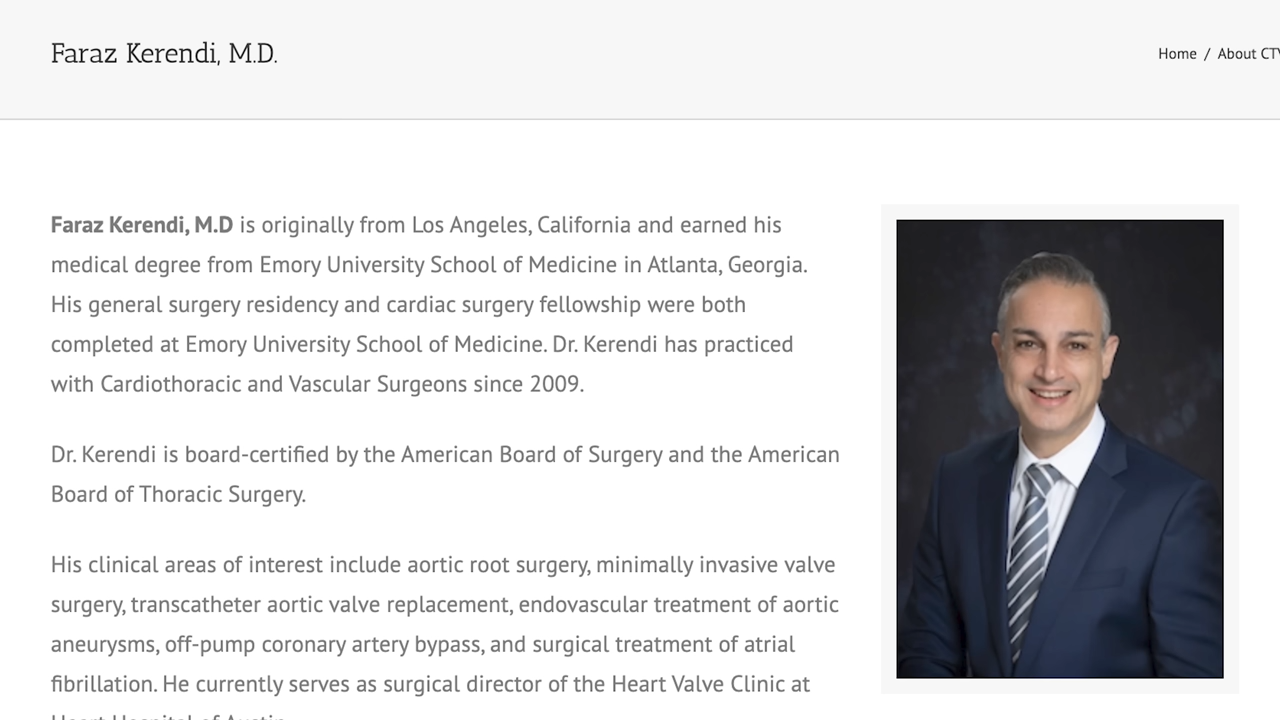 Faraz Kerendi, M.D.
Home / About CTV
Faraz Kerendi, M.D is originally from Los Angeles, California and earned his
medical degree from Emory University School of Medicine in Atlanta, Georgia.
His general surgery residency and cardiac surgery fellowship were both
completed at Emory University School of Medicine. Dr. Kerendi has practiced
with Cardiothoracic and Vascular Surgeons since 2009.
Dr. Kerendi is board-certified by the American Board of Surgery and the American
Board of Thoracic Surgery.
His clinical areas of interest include aortic root surgery, minimally invasive valve
surgery, transcatheter aortic valve replacement, endovascular treatment of aortic
aneurysms, off-pump coronary artery bypass, and surgical treatment of atrial
fibrillation. He currently serves as surgical director of the Heart Valve Clinic at
Heart Hospital of Austin